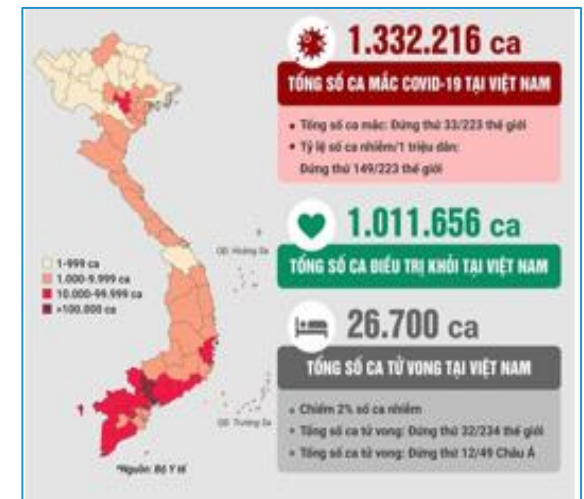 1.332.216 ca
TỔNG SỐ CA MẮC COVID-19 TẠI VIỆT NAM
• Tổng số ca mắc: Đứng thứ 33/223 thế giới
• Tỷ lệ số ca nhiễm/1 triệu dân:
Đứng thứ 149/223 thế giới
1.011.656 ca
TỔNG SỐ CA ĐIỀU TRỊ KHỎI TẠI VIỆT NAM
26.700 ca
TỔNG SỐ CA TỬ VONG TẠI VIỆT NAM
• Chiếm 2% số ca nhiễm
• Tổng số ca tử vong: Đứng thứ 32/234 thế giới
• Tổng số ca tử vong: Đứng thứ 12/49 Châu Á
QĐ. Hoàng Sa
1-999 ca
1.000-9.999 ca
10.000-99.999 ca
>100.000 ca
QĐ. Trường Sa
*Nguồn: Bộ Y tế